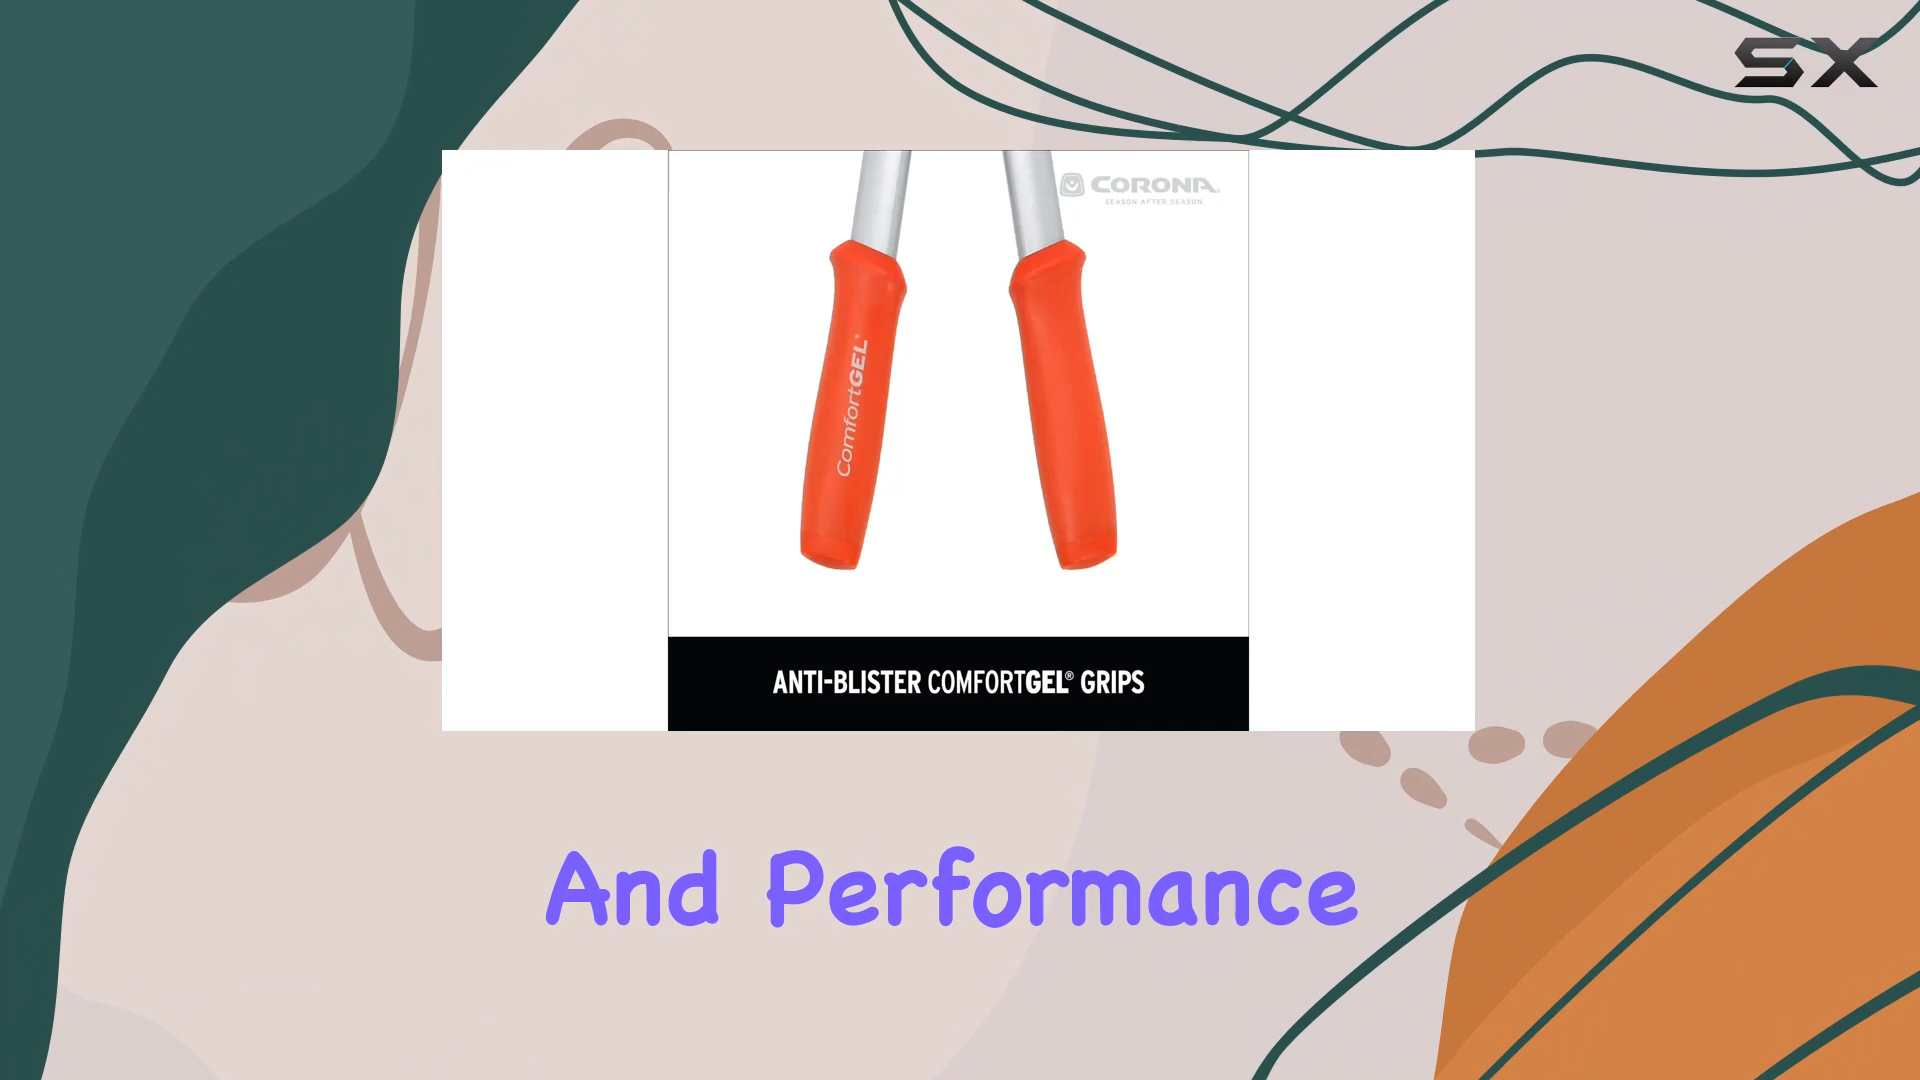 SX
CORONA®
SEASON AFTER SEASON
ComfortGEL®
ANTI-BLISTER COMFORTGEL® GRIPS
And Performance